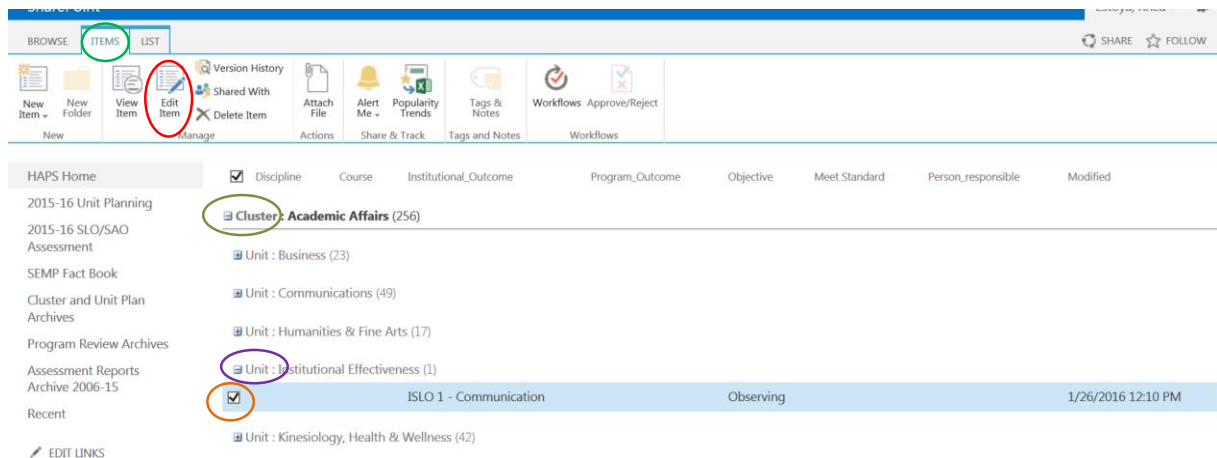 SharePoint
BROWSE ITEMS LIST
SHARE FOLLOW
New Item
New Folder
View Item
Edit Item
Version History
Shared With
Delete Item
Attach File
Alert Me
Popularity Trends
Tags & Notes
Workflows
Approve/Reject
New Manage Actions Share & Track Tags and Notes Workflows
HAPS Home
2015-16 Unit Planning
2015-16 SLO/SAO
Assessment
SEMP Fact Book
Cluster and Unit Plan
Archives
Program Review Archives
Assessment Reports
Archive 2006-15
Recent
EDIT LINKS
Discipline Course Institutional_Outcome Program_Outcome Objective Meet Standard Person_responsible Modified
Cluster : Academic Affairs (256)
Unit : Business (23)
Unit : Communications (49)
Unit : Humanities & Fine Arts (17)
Unit : Institutional Effectiveness (1)
ISLO 1 - Communication Observing 1/26/2016 12:10 PM
Unit : Kinesiology, Health & Wellness (42)